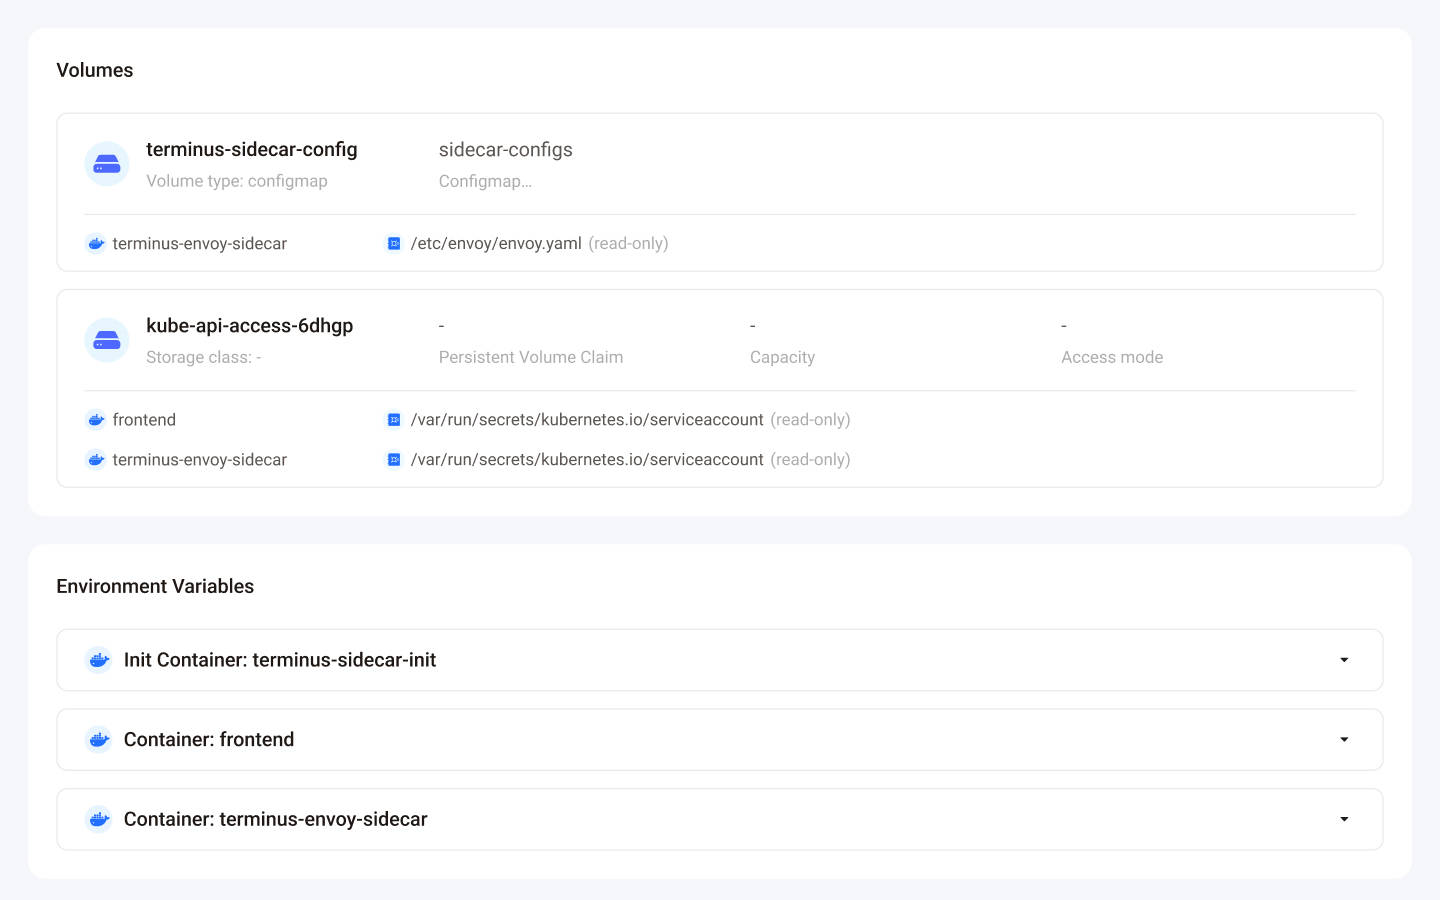 Volumes
terminus-sidecar-config
Volume type: configmap
sidecar-configs
Configmap...
terminus-envoy-sidecar
/etc/envoy/envoy.yaml (read-only)
kube-api-access-6dhgp
Storage class: -
-
Persistent Volume Claim
-
Capacity
-
Access mode
frontend
/var/run/secrets/kubernetes.io/serviceaccount (read-only)
terminus-envoy-sidecar
/var/run/secrets/kubernetes.io/serviceaccount (read-only)
Environment Variables
Init Container: terminus-sidecar-init
Container: frontend
Container: terminus-envoy-sidecar